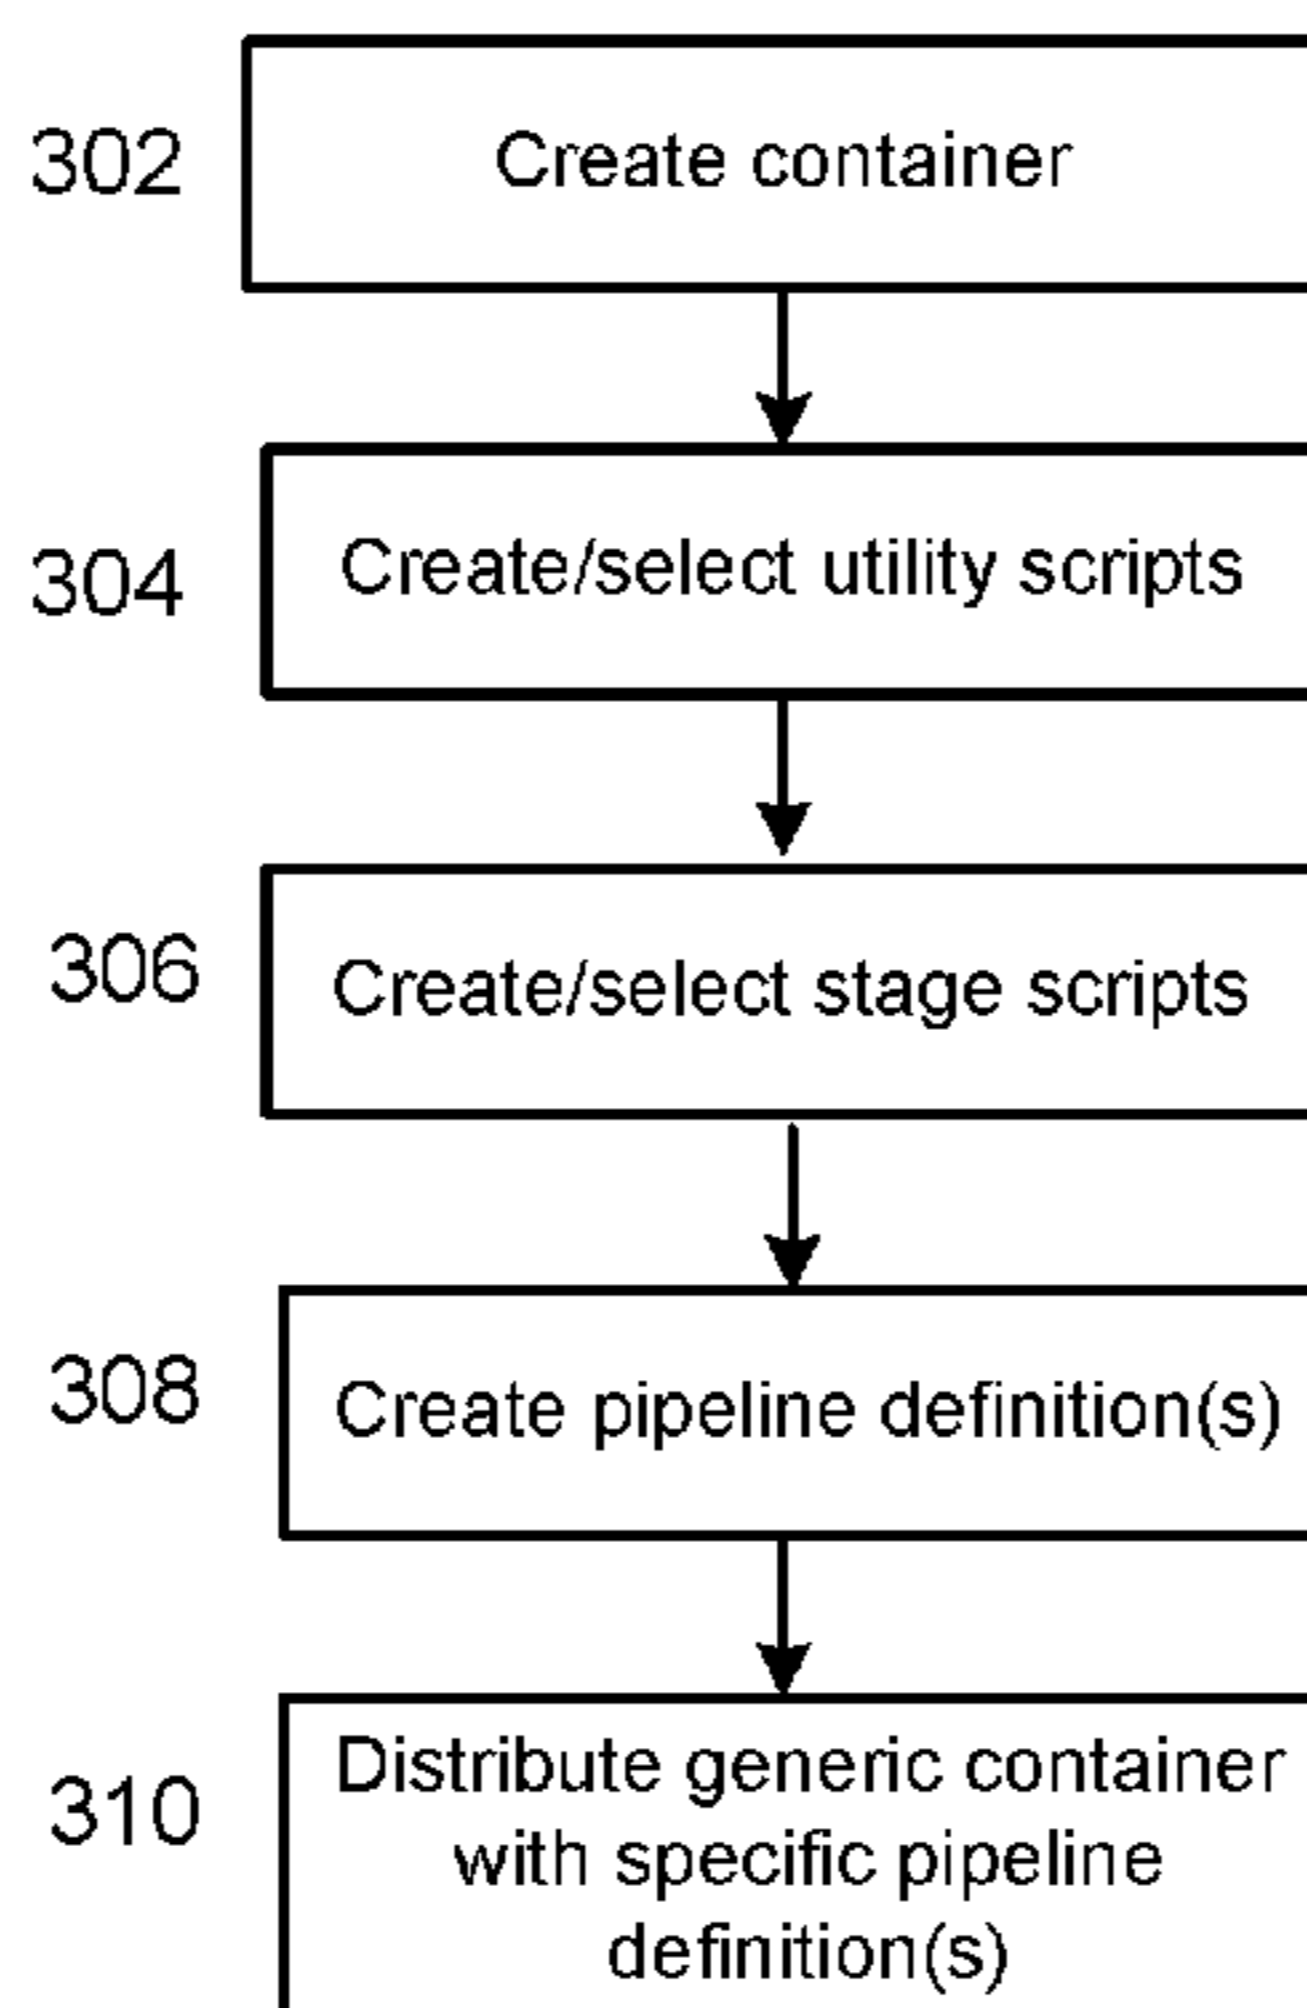 302
Create container
304
Create/select utility scripts
306
Create/select stage scripts
308
Create pipeline definition(s)
310
Distribute generic container
with specific pipeline
definition(s)